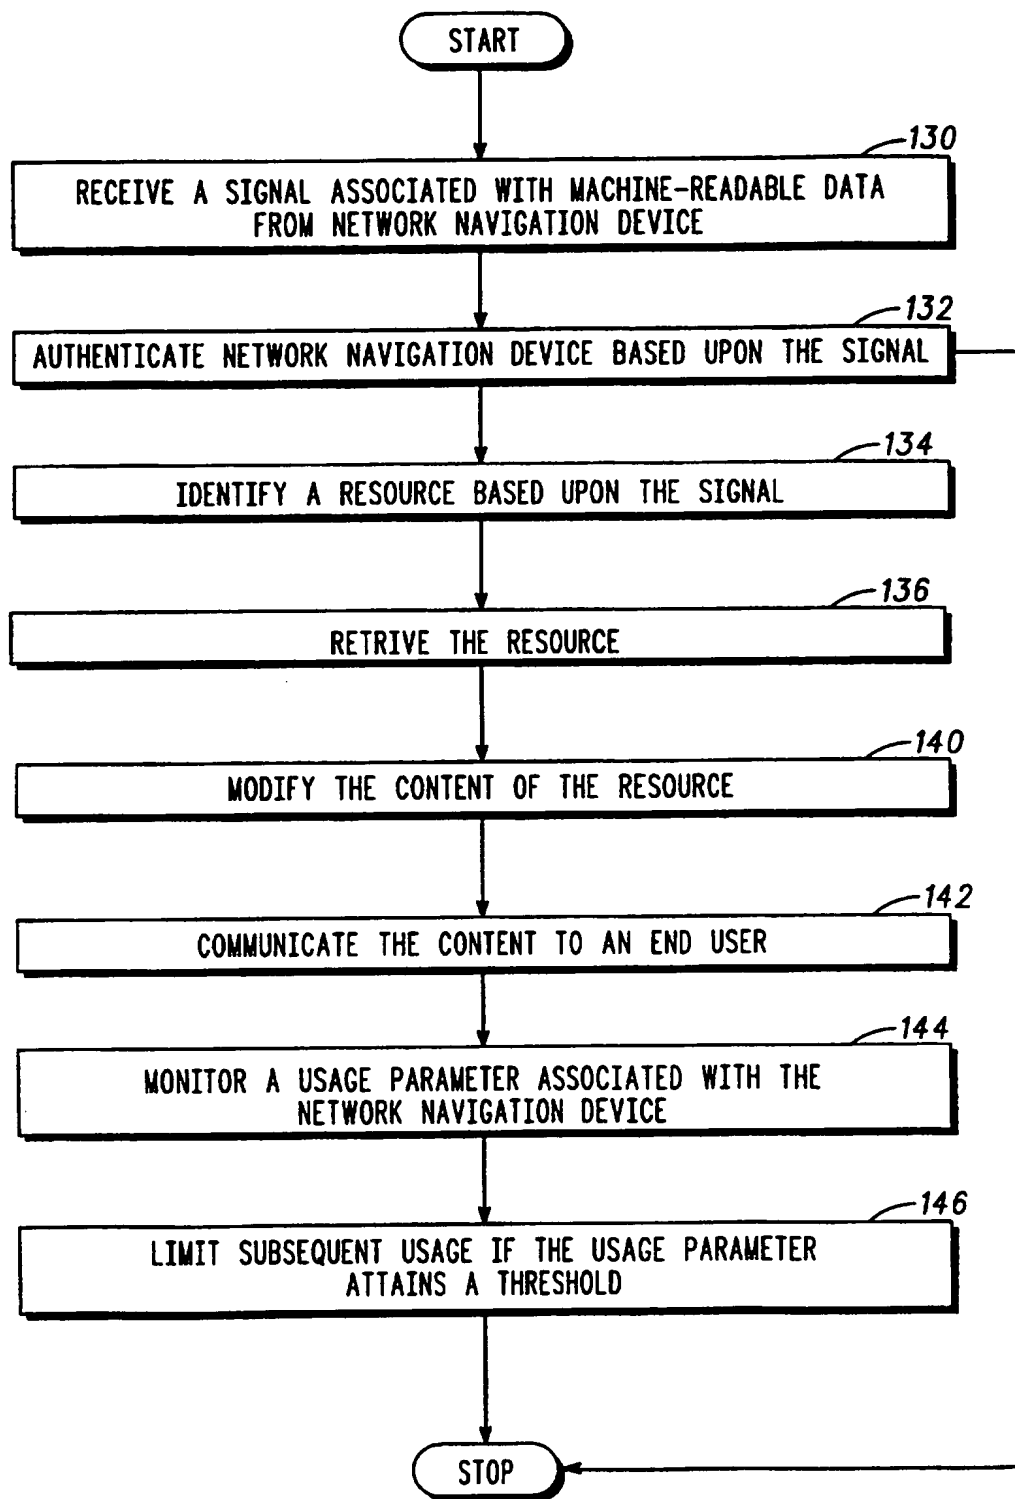 START
130
RECEIVE A SIGNAL ASSOCIATED WITH MACHINE-READABLE DATA
FROM NETWORK NAVIGATION DEVICE
132
AUTHENTICATE NETWORK NAVIGATION DEVICE BASED UPON THE SIGNAL
134
IDENTIFY A RESOURCE BASED UPON THE SIGNAL
136
RETRIVE THE RESOURCE
140
MODIFY THE CONTENT OF THE RESOURCE
142
COMMUNICATE THE CONTENT TO AN END USER
144
MONITOR A USAGE PARAMETER ASSOCIATED WITH THE
NETWORK NAVIGATION DEVICE
146
LIMIT SUBSEQUENT USAGE IF THE USAGE PARAMETER
ATTAINS A THRESHOLD
STOP